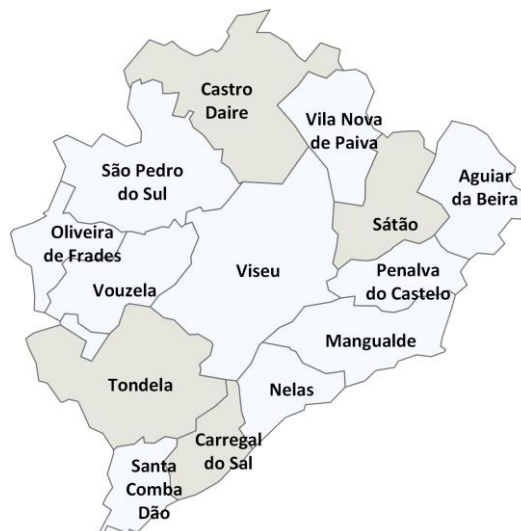 Castro
Daire
Vila Nova
de Paiva
São Pedro
do Sul
Aguiar
da Beira
Sátão
Oliveira
de Frades
Viseu
Penalva
do Castelo
Vouzela
Mangualde
Tondela
Nelas
Carregal
do Sal
Santa
Comba
Dão